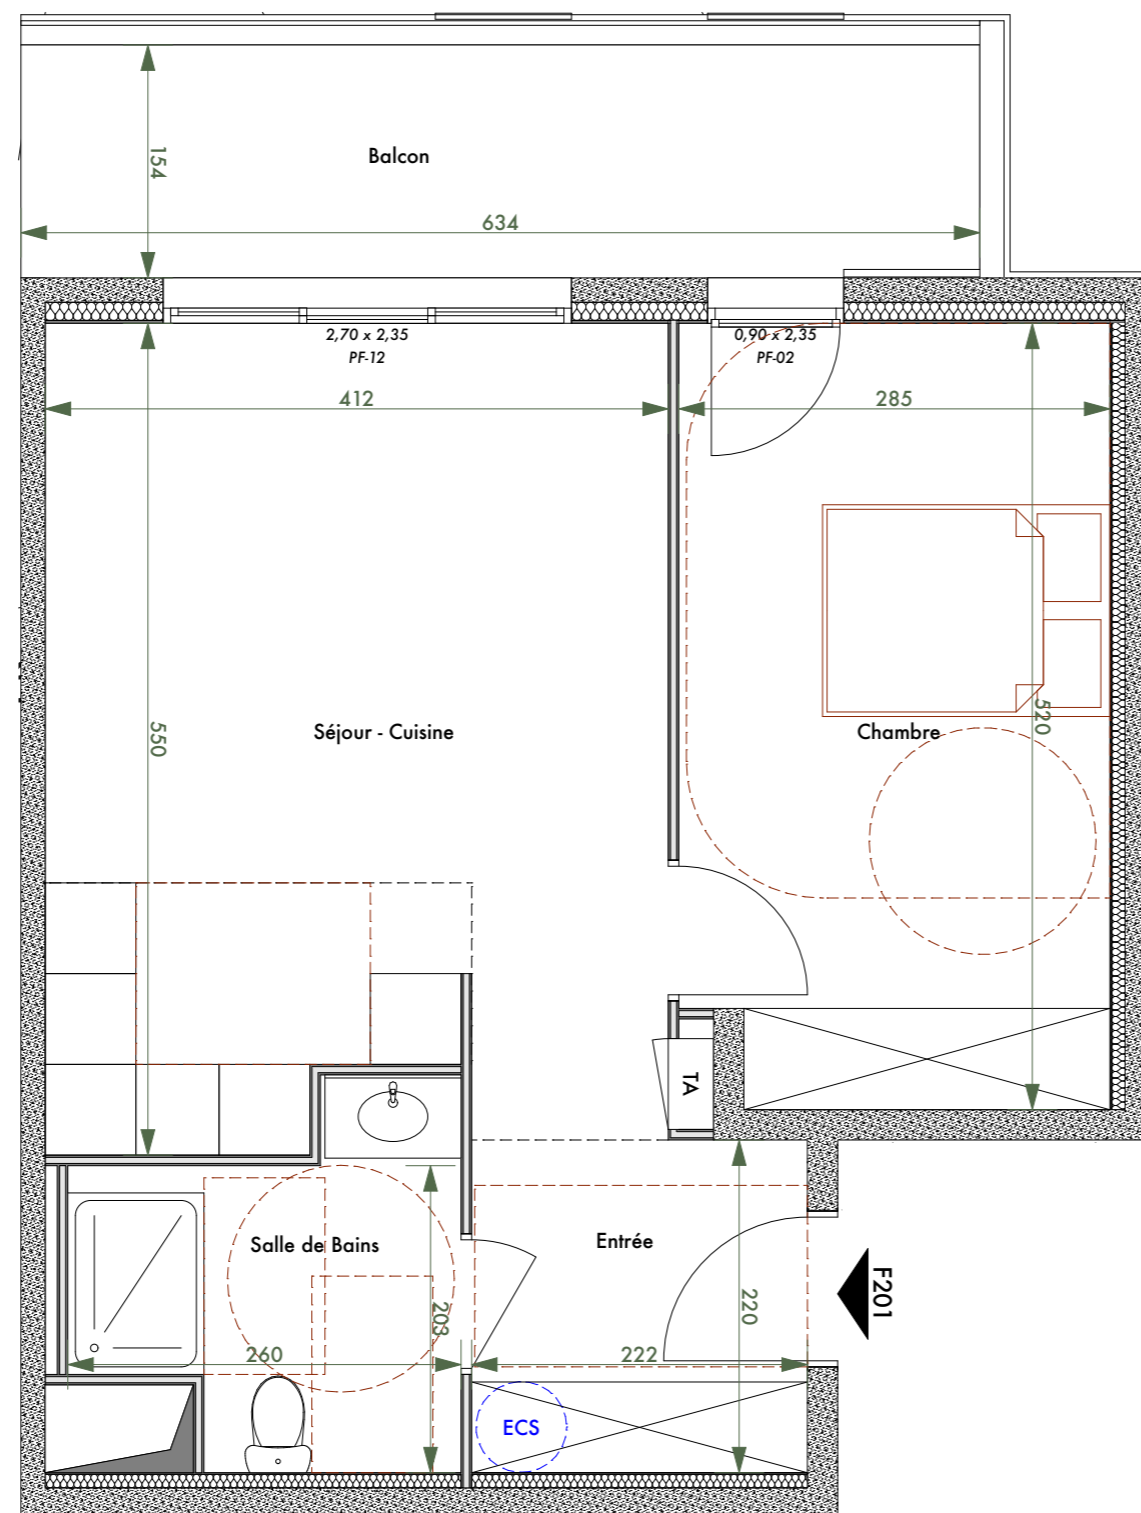 Balcon
154
634
2,70 x 2,35
PF-12
0,90 x 2,35
PF-02
412
285
550
Séjour - Cuisine
520
Chambre
TA
Salle de Bains
Entrée
203
220
F201
260
222
ECS